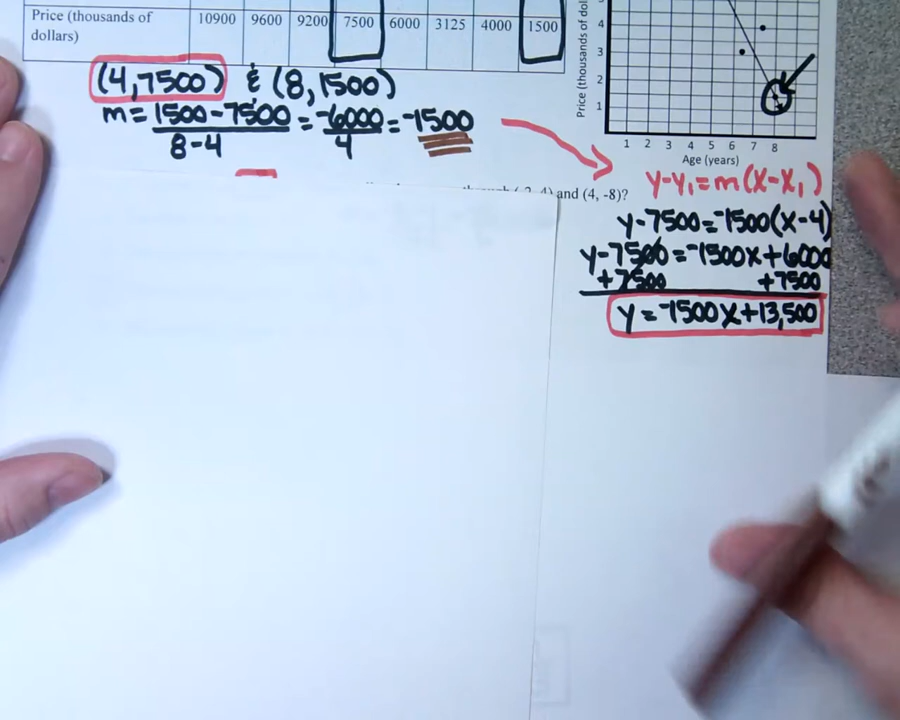 Price (thousands of dollars) 10900 9600 9200 7500 6000 3125 4000 1500
(4,7500) & (8,1500)
m = 1500 - 7500 = -6000 = -1500
8 - 4 4
Price (thousands of
3
2
1
1 2 3 4 5 6 7 8
Age (years)
and (4, -8)?
y-y₁=m(x-x₁)
y-7500=-1500(x-4)
y-7500=-1500x+6000
+7500 +7500
y=-1500x+13,500